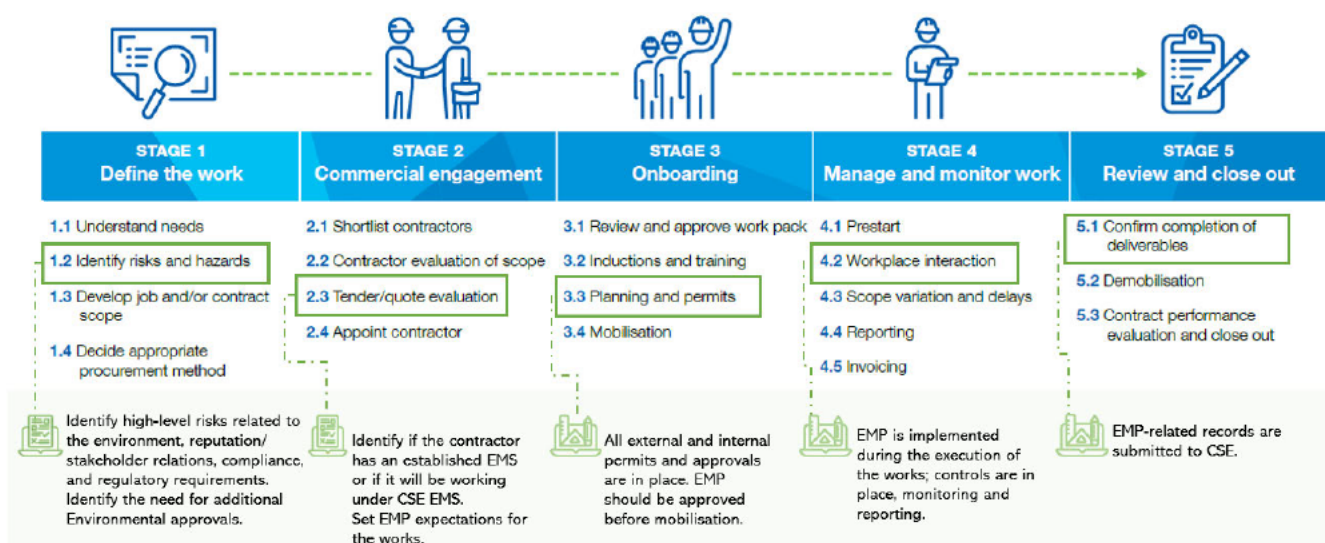 STAGE 1
Define the work
STAGE 2
Commercial engagement
STAGE 3
Onboarding
STAGE 4
Manage and monitor work
STAGE 5
Review and close out
1.1 Understand needs
1.2 Identify risks and hazards
1.3 Develop job and/or contract
scope
1.4 Decide appropriate
procurement method
2.1 Shortlist contractors
2.2 Contractor evaluation of scope
2.3 Tender/quote evaluation
2.4 Appoint contractor
3.1 Review and approve work pack
3.2 Inductions and training
3.3 Planning and permits
3.4 Mobilisation
4.1 Prestart
4.2 Workplace interaction
4.3 Scope variation and delays
4.4 Reporting
4.5 Invoicing
5.1 Confirm completion of
deliverables
5.2 Demobilisation
5.3 Contract performance
evaluation and close out
Identify high-level risks related to
the environment, reputation/
stakeholder relations, compliance,
and regulatory requirements.
Identify the need for additional
Environmental approvals.
Identify if the contractor
has an established EMS
or if it will be working
under CSE EMS.
Set EMP expectations for
the works.
All external and internal
permits and approvals
are in place. EMP
should be approved
before mobilisation.
EMP is implemented
during the execution of
the works; controls are in
place, monitoring and
reporting.
EMP-related records are
submitted to CSE.